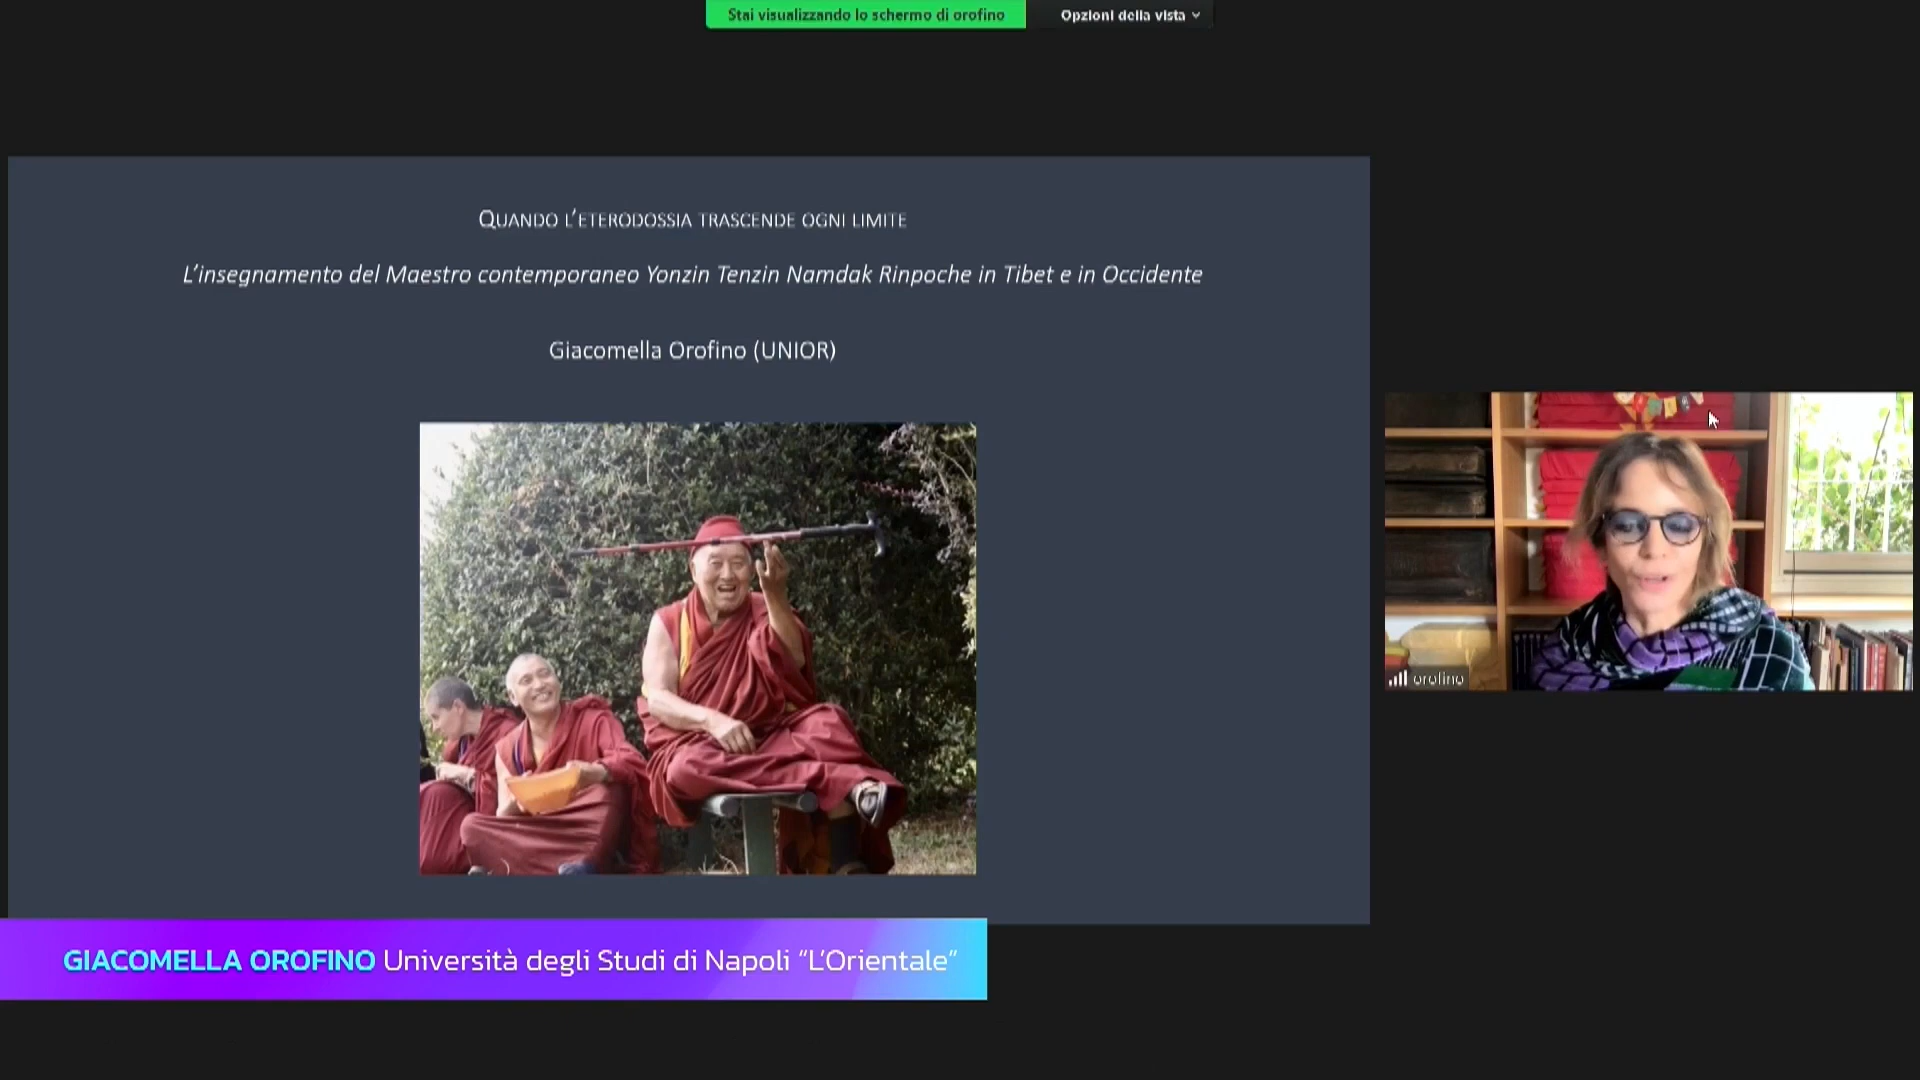 Stai visualizzando lo schermo di orofino
Opzioni della vista
Quando l'eterodossia trascende ogni limite
L'insegnamento del Maestro contemporaneo Yonzin Tenzin Namdak Rinpoche in Tibet e in Occidente
Giacomella Orofino (UNIOR)
orofino
GIACOMELLA OROFINO Università degli Studi di Napoli “L'Orientale”